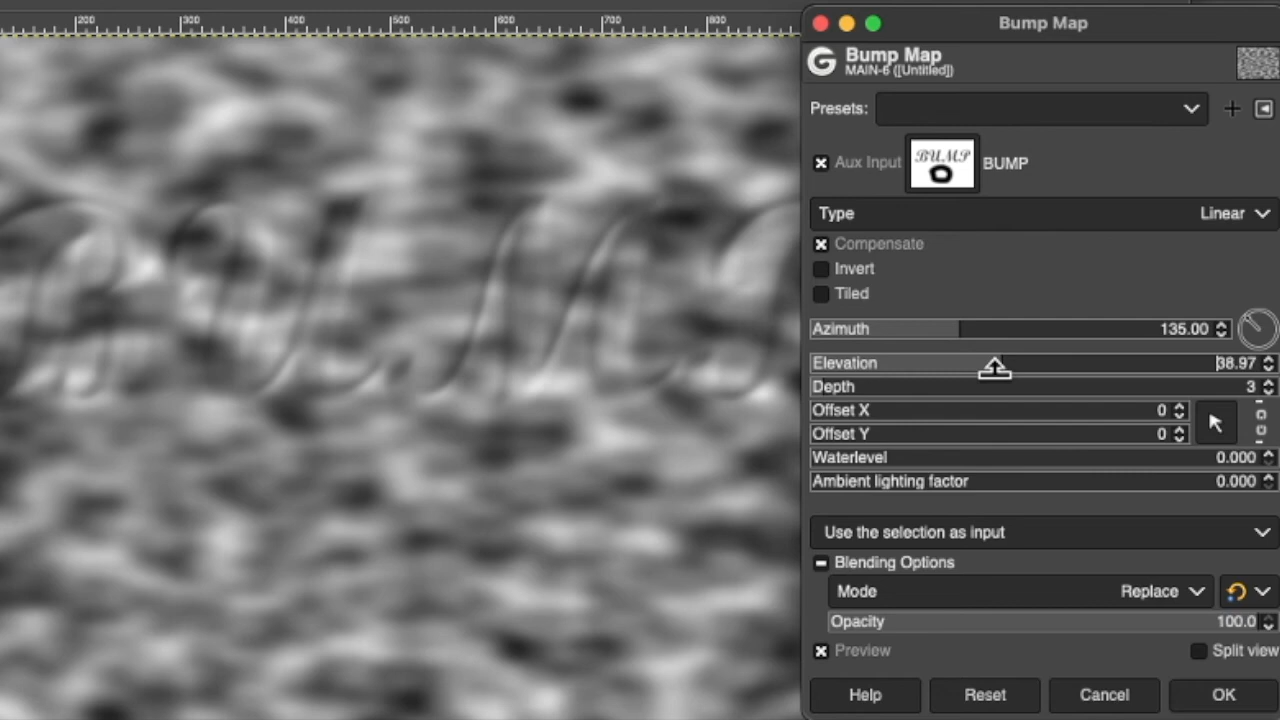 200 300 400 500 600 700 800
Bump Map
Bump Map
MAIN-6 ([Untitled])
Presets:
Aux Input BUMP BUMP
Type Linear
Compensate
Invert
Tiled
Azimuth 135.00
Elevation 38.97
Depth 3
Offset X 0
Offset Y 0
Waterlevel 0.000
Ambient lighting factor 0.000
Use the selection as input
Blending Options
Mode Replace
Opacity 100.0
Preview Split view
Help Reset Cancel OK